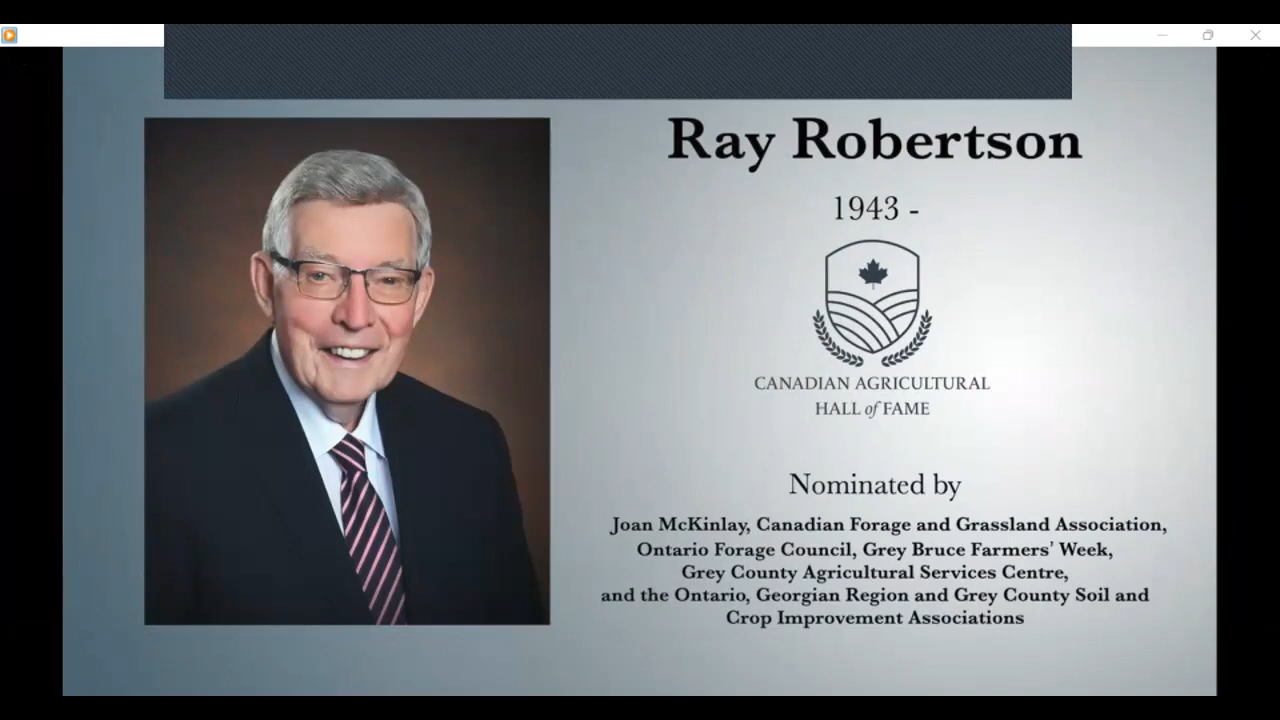 Ray Robertson
1943 -
CANADIAN AGRICULTURAL
HALL of FAME
Nominated by
Joan McKinlay, Canadian Forage and Grassland Association,
Ontario Forage Council, Grey Bruce Farmers' Week,
Grey County Agricultural Services Centre,
and the Ontario, Georgian Region and Grey County Soil and
Crop Improvement Associations